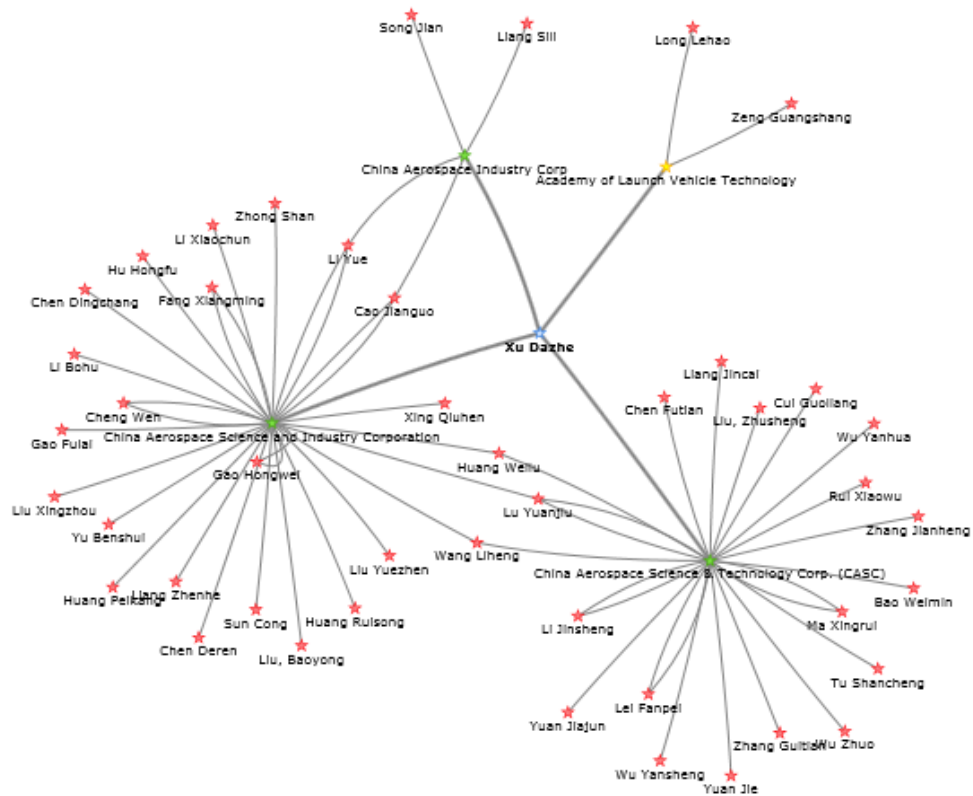 Song Jian
Liang Sili
Long Lehao
Zeng Guangshang
China Aerospace Industry Corp
Academy of Launch Vehicle Technology
Zhong Shan
Li Xiaochun
Li Yue
Hu Hongfu
Chen Dingchang
Fang Xiangming
Cao Jianguo
Xu Dazhe
Li Bohu
Liang Jincai
Cheng Wen
Xing Qiuhen
Chen Futian
Liu, Zhusheng
Cui Guoliang
China Aerospace Science and Industry Corporation
Wu Yanhua
Gao Fulai
Gao Hongwei
Huang Weilu
Rui Xiaowu
Liu Xingzhou
Lu Yuanjiu
Zhang Jianheng
Yu Benshui
Wang Liheng
Liu Yuezhen
China Aerospace Science & Technology Corp. (CASC)
Huang Peikang
Liang Zhenhe
Bao Weimin
Sun Cong
Huang Ruisong
Li Jinsheng
Ma Xingrui
Chen Deren
Liu, Baoyong
Tu Shancheng
Lei Fanpei
Yuan Jiajun
Zhang Guitian
Wu Zhuo
Wu Yansheng
Yuan Jie